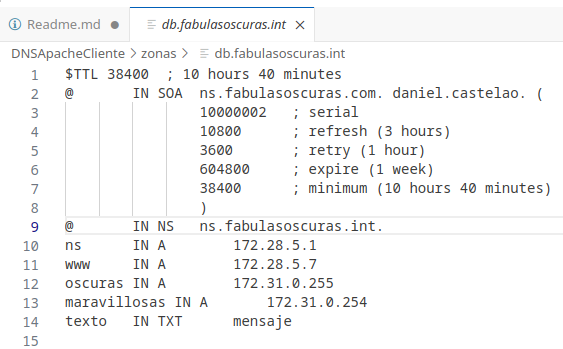 Readme.md
db.fabulasoscuras.int
DNSApacheCliente > zonas > db.fabulasoscuras.int
1 $TTL 38400 ; 10 hours 40 minutes
2 @ IN SOA ns.fabulasoscuras.com. daniel.castelao. (
3 10000002 ; serial
4 10800 ; refresh (3 hours)
5 3600 ; retry (1 hour)
6 604800 ; expire (1 week)
7 38400 ; minimum (10 hours 40 minutes)
8 )
9 @ IN NS ns.fabulasoscuras.int.
10 ns IN A 172.28.5.1
11 www IN A 172.28.5.7
12 oscuras IN A 172.31.0.255
13 maravillosas IN A 172.31.0.254
14 texto IN TXT mensaje
15